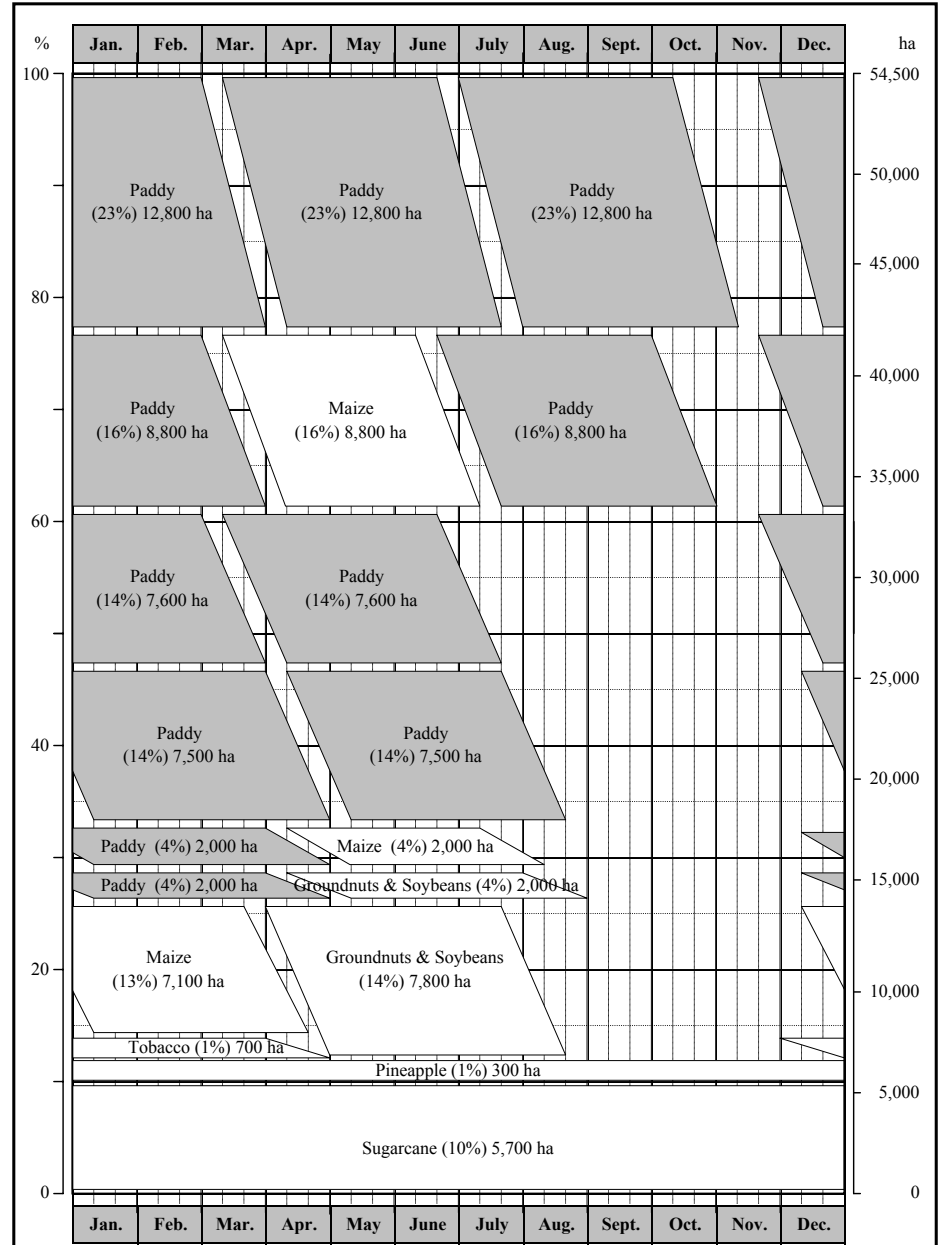 % Jan. Feb. Mar. Apr. May June July Aug. Sept. Oct. Nov. Dec. ha
100 54,500
50,000
Paddy Paddy Paddy
(23%) 12,800 ha (23%) 12,800 ha (23%) 12,800 ha
45,000
80
40,000
Paddy Maize Paddy
(16%) 8,800 ha (16%) 8,800 ha (16%) 8,800 ha
35,000
60
30,000
Paddy Paddy
(14%) 7,600 ha (14%) 7,600 ha
25,000
Paddy Paddy
40
(14%) 7,500 ha (14%) 7,500 ha
20,000
Paddy (4%) 2,000 ha Maize (4%) 2,000 ha
Paddy (4%) 2,000 ha Groundnuts & Soybeans (4%) 2,000 ha 15,000
Maize Groundnuts & Soybeans
20
(13%) 7,100 ha (14%) 7,800 ha
10,000
Tobacco (1%) 700 ha
Pineapple (1%) 300 ha
5,000
Sugarcane (10%) 5,700 ha
0 0
Jan. Feb. Mar. Apr. May June July Aug. Sept. Oct. Nov. Dec.